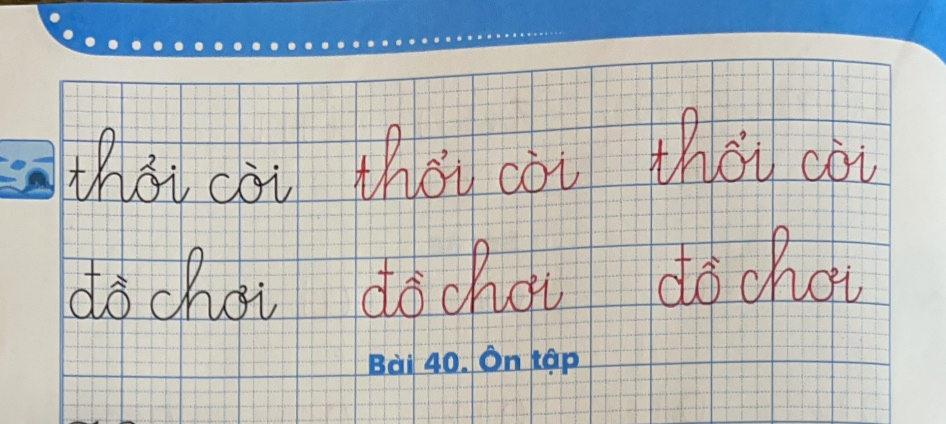 thổi còi thổi còi thổi còi
đồ chơi đồ chơi đồ chơi
Bài 40. Ôn tập